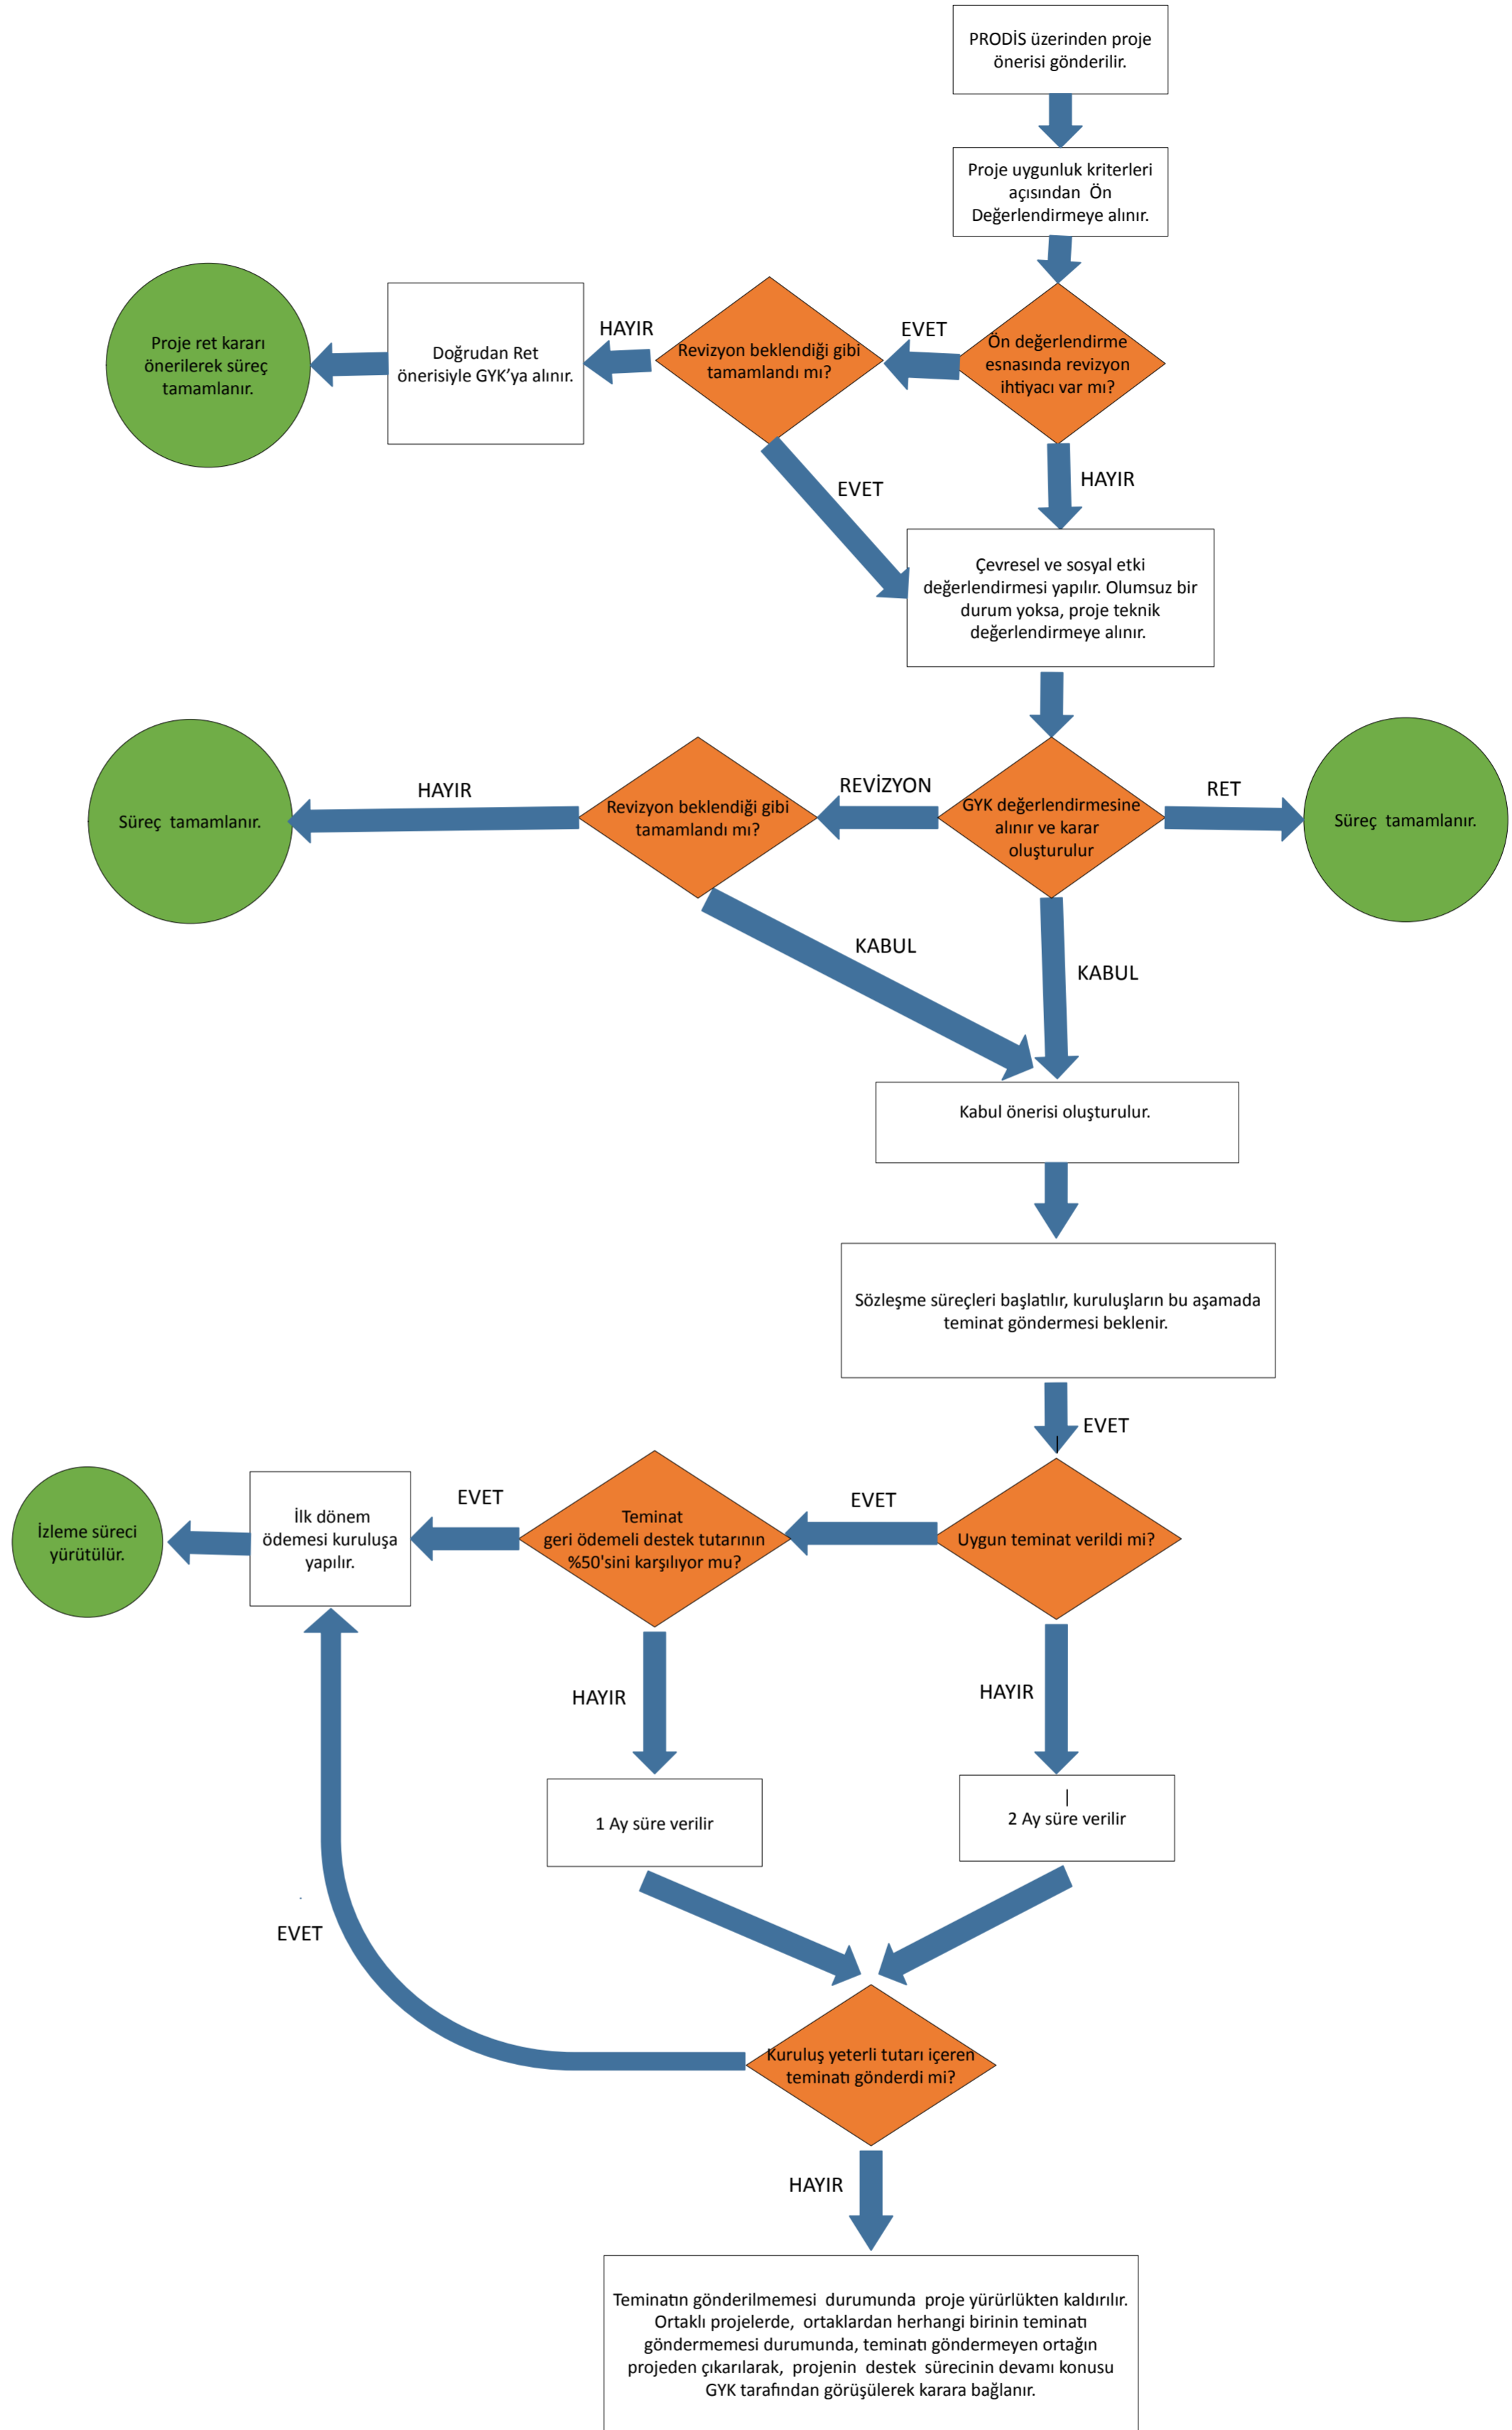 PRODİS üzerinden proje
önerisi gönderilir.
Proje uygunluk kriterleri
açısından Ön
Değerlendirmeye alınır.
Proje ret kararı
önerilerek süreç
tamamlanır.
Doğrudan Ret
önerisiyle GYK’ya alınır.
HAYIR
Revizyon beklendiği gibi
tamamlandı mı?
EVET
Ön değerlendirme
esnasında revizyon
ihtiyacı var mı?
EVET
HAYIR
Çevresel ve sosyal etki
değerlendirmesi yapılır. Olumsuz bir
durum yoksa, proje teknik
değerlendirmeye alınır.
Süreç tamamlanır.
HAYIR
Revizyon beklendiği gibi
tamamlandı mı?
REVİZYON
GYK değerlendirmesine
alınır ve karar
oluşturulur
RET
Süreç tamamlanır.
KABUL
KABUL
Kabul önerisi oluşturulur.
Sözleşme süreçleri başlatılır, kuruluşların bu aşamada
teminat göndermesi beklenir.
EVET
İzleme süreci
yürütülür.
İlk dönem
ödemesi kuruluşa
yapılır.
EVET
Teminat
geri ödemeli destek tutarının
%50'sini karşılıyor mu?
EVET
Uygun teminat verildi mi?
HAYIR
HAYIR
1 Ay süre verilir
2 Ay süre verilir
EVET
Kuruluş yeterli tutarı içeren
teminatı gönderdi mi?
HAYIR
Teminatın gönderilmemesi durumunda proje yürürlükten kaldırılır.
Ortaklı projelerde, ortaklardan herhangi birinin teminatı
göndermemesi durumunda, teminatı göndermeyen ortağın
projeden çıkarılarak, projenin destek sürecinin devamı konusu
GYK tarafından görüşülerek karara bağlanır.